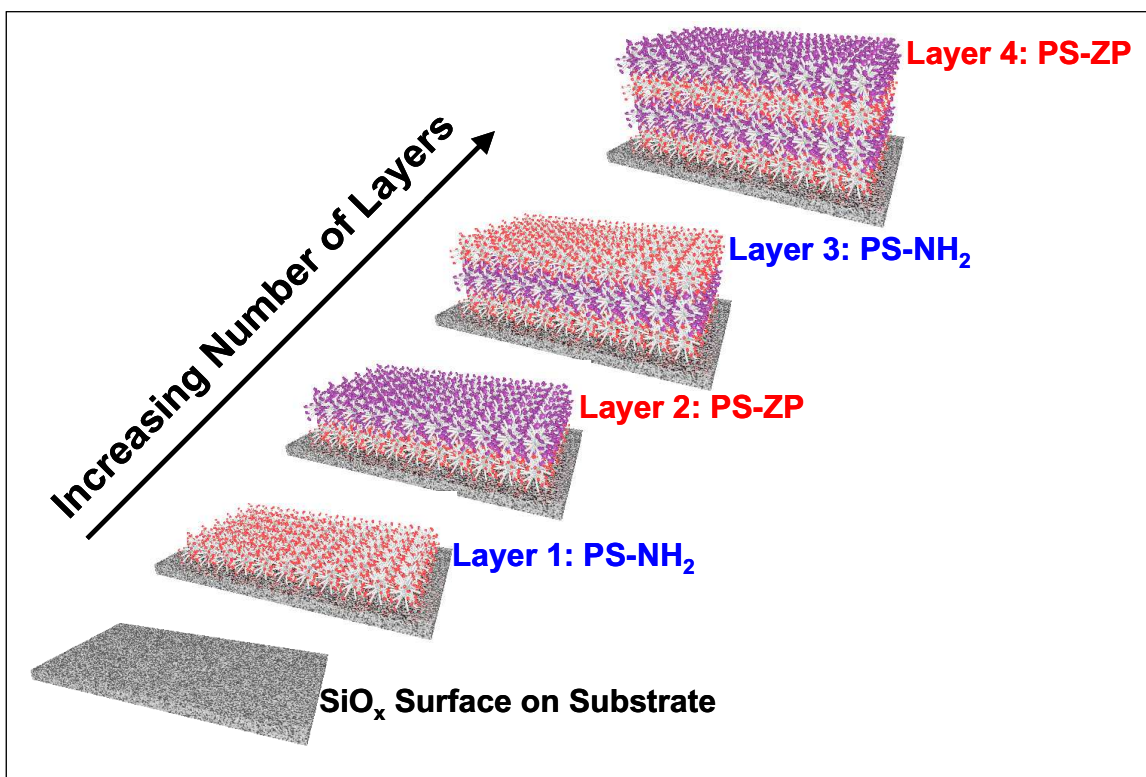 Layer 4: PS-ZP
Increasing Number of Layers
Layer 3: PS-NH₂
Layer 2: PS-ZP
Layer 1: PS-NH₂
SiOₓ Surface on Substrate